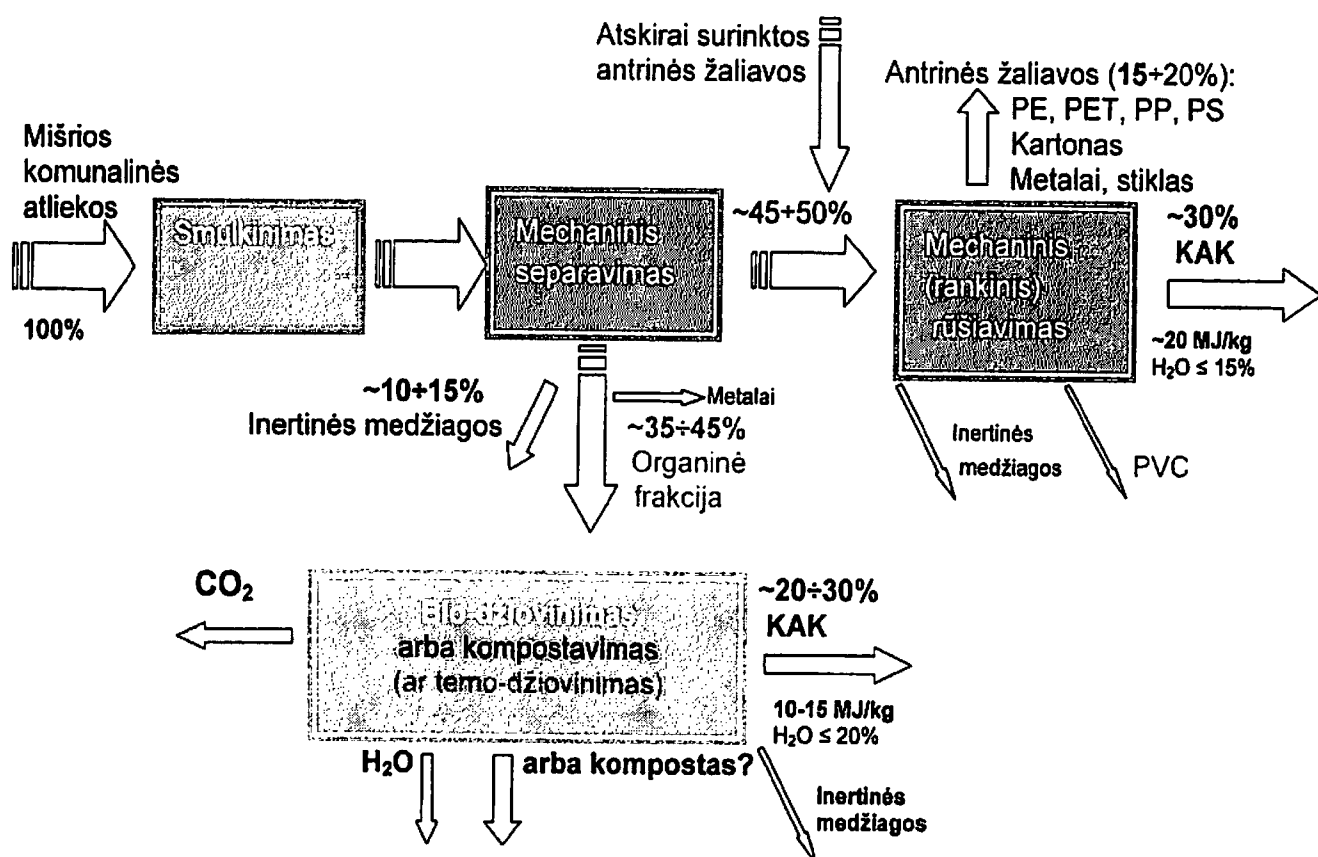 Atskirai surinktos
antrinės žaliavos
Antrinės žaliavos (15÷20%):
PE, PET, PP, PS
Kartonas
Metalai, stiklas
Mišrios
komunalinės
atliekos
100%
Smulkinimas
Mechaninis
separavimas
~45÷50%
Mechaninis
(rankinis)
rūšiavimas
~30%
KAK
~20 MJ/kg
H₂O ≤ 15%
~10÷15%
Inertinės medžiagos
Metalai
~35÷45%
Organinė
frakcija
Inertinės
medžiagos
PVC
CO₂
Bio-džiovinimas
arba kompostavimas
(ar temo-džiovinimas)
~20÷30%
KAK
10-15 MJ/kg
H₂O ≤ 20%
H₂O
arba kompostas?
Inertinės
medžiagos